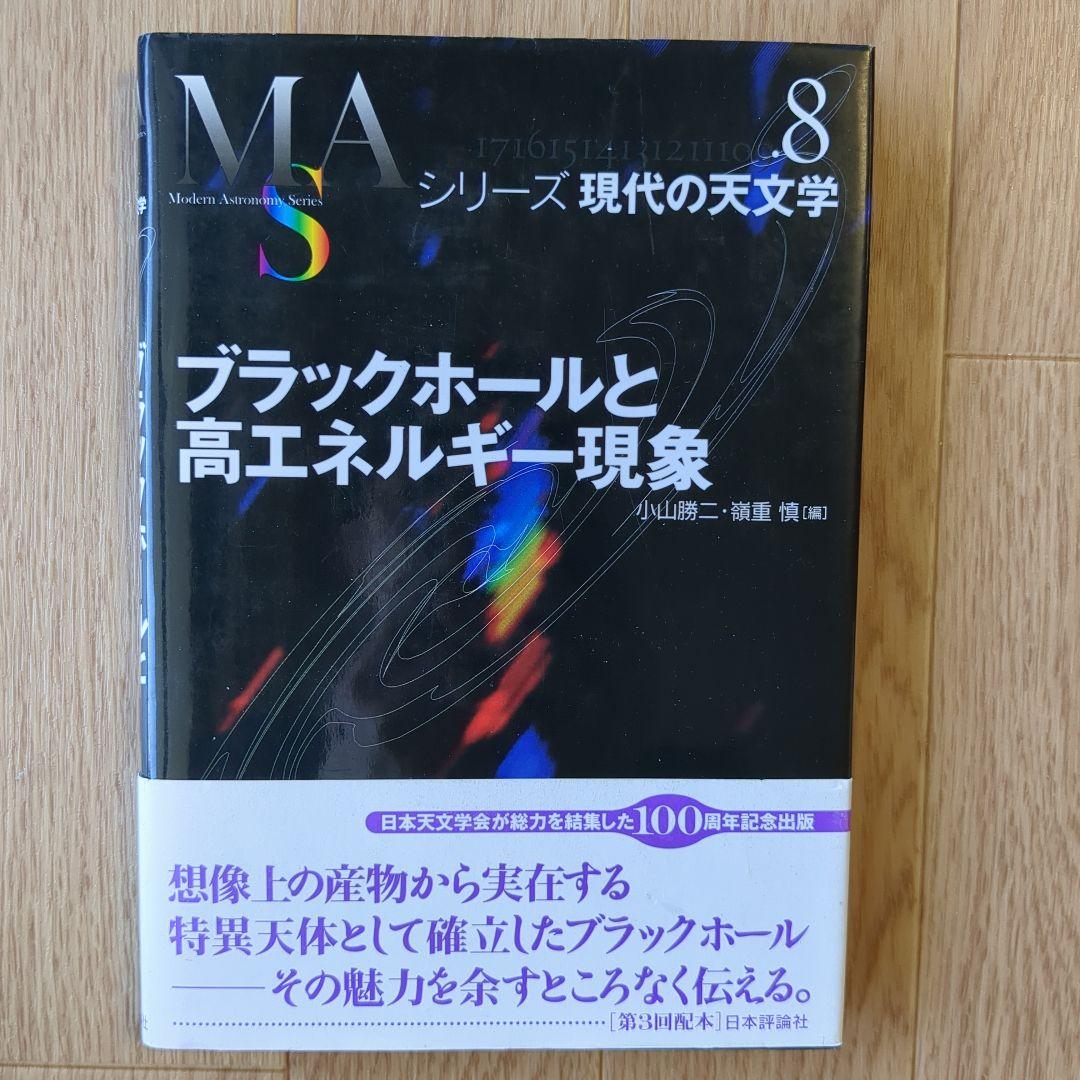 MAS
Modern Astronomy Series
.8
シリーズ 現代の天文学
ブラックホールと
高エネルギー現象
小山勝二・嶺重 慎[編]
日本天文学会が総力を結集した100周年記念出版
想像上の産物から実在する
特異天体として確立したブラックホール
――その魅力を余すところなく伝える。
[第3回配本]日本評論社